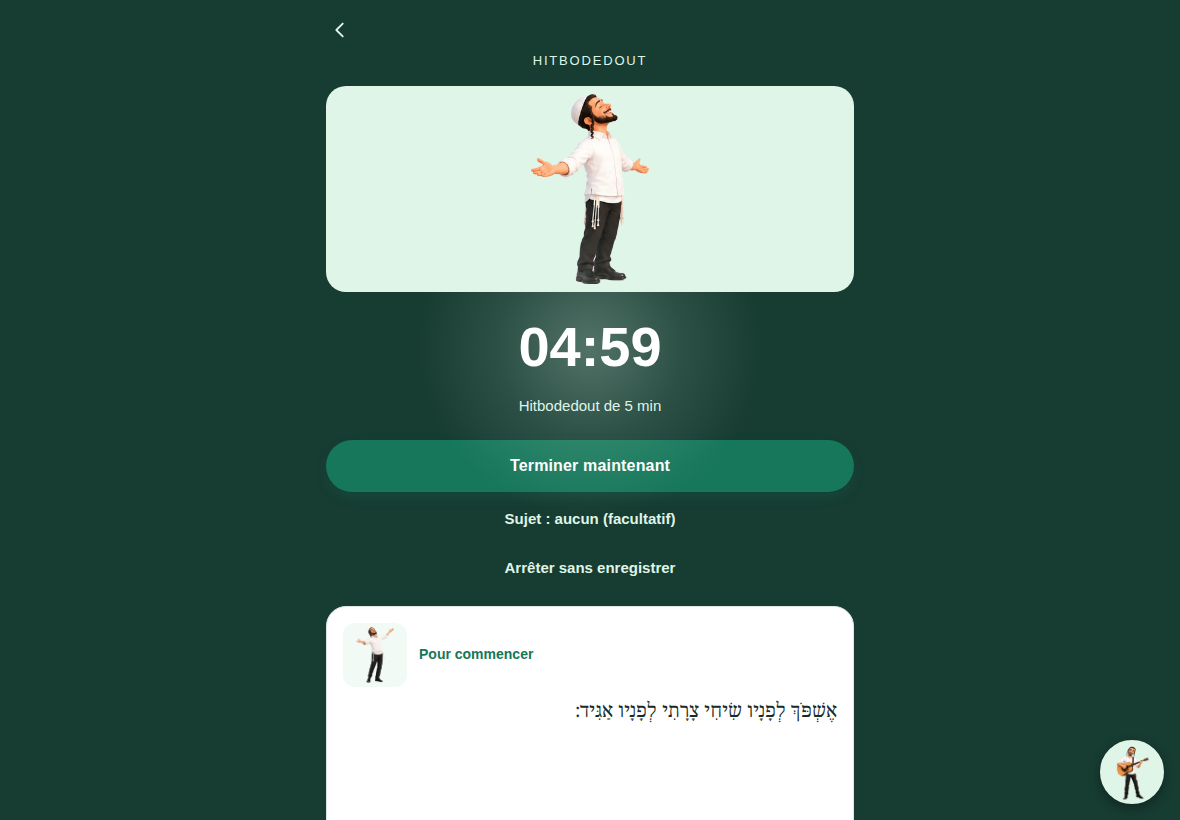 HITBODEDOUT
04:59
Hitbodedout de 5 min
Terminer maintenant
Sujet : aucun (facultatif)
Arrêter sans enregistrer
Pour commencer
אֶשְׁפֹּךְ לְפָנָיו שִׂיחִי צָרָתִי לְפָנָיו אַגִּיד: